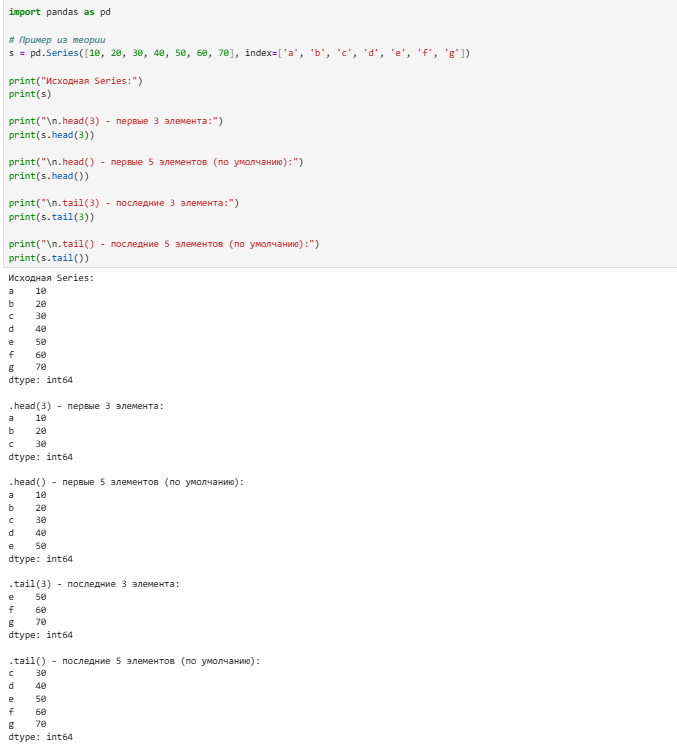 import pandas as pd

# Пример из теории
s = pd.Series([10, 20, 30, 40, 50, 60, 70], index=['a', 'b', 'c', 'd', 'e', 'f', 'g'])

print("Исходная Series:")
print(s)

print("\n.head(3) - первые 3 элемента:")
print(s.head(3))

print("\n.head() - первые 5 элементов (по умолчанию):")
print(s.head())

print("\n.tail(3) - последние 3 элемента:")
print(s.tail(3))

print("\n.tail() - последние 5 элементов (по умолчанию):")
print(s.tail())
Исходная Series:
a    10
b    20
c    30
d    40
e    50
f    60
g    70
dtype: int64

.head(3) - первые 3 элемента:
a    10
b    20
c    30
dtype: int64

.head() - первые 5 элементов (по умолчанию):
a    10
b    20
c    30
d    40
e    50
dtype: int64

.tail(3) - последние 3 элемента:
e    50
f    60
g    70
dtype: int64

.tail() - последние 5 элементов (по умолчанию):
c    30
d    40
e    50
f    60
g    70
dtype: int64